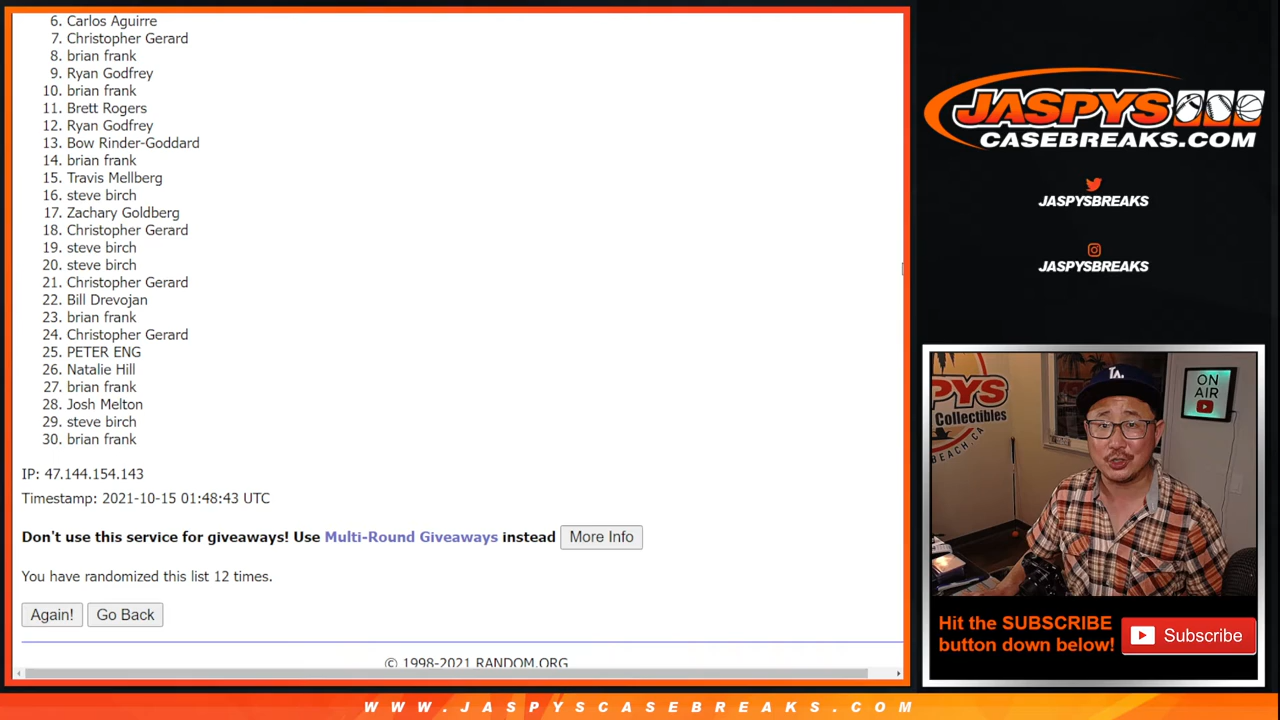 6. Carlos Aguirre
7. Christopher Gerard
8. brian frank
9. Ryan Godfrey
10. brian frank
11. Brett Rogers
12. Ryan Godfrey
13. Bow Rinder-Goddard
14. brian frank
15. Travis Mellberg
16. steve birch
17. Zachary Goldberg
18. Christopher Gerard
19. steve birch
20. steve birch
21. Christopher Gerard
22. Bill Drevojan
23. brian frank
24. Christopher Gerard
25. PETER ENG
26. Natalie Hill
27. brian frank
28. Josh Melton
29. steve birch
30. brian frank
IP: 47.144.154.143
Timestamp: 2021-10-15 01:48:43 UTC
Don't use this service for giveaways! Use Multi-Round Giveaways instead More Info
You have randomized this list 12 times.
Again! Go Back
© 1998-2021 RANDOM.ORG
JASPYS
CASEBREAKS.COM
JASPYSBREAKS
JASPYSBREAKS
PYS
Collectibles
BEACH, CA
LA
ON
AIR
Hit the SUBSCRIBE
button down below!
Subscribe
WWW.JASPYSCASEBREAKS.COM